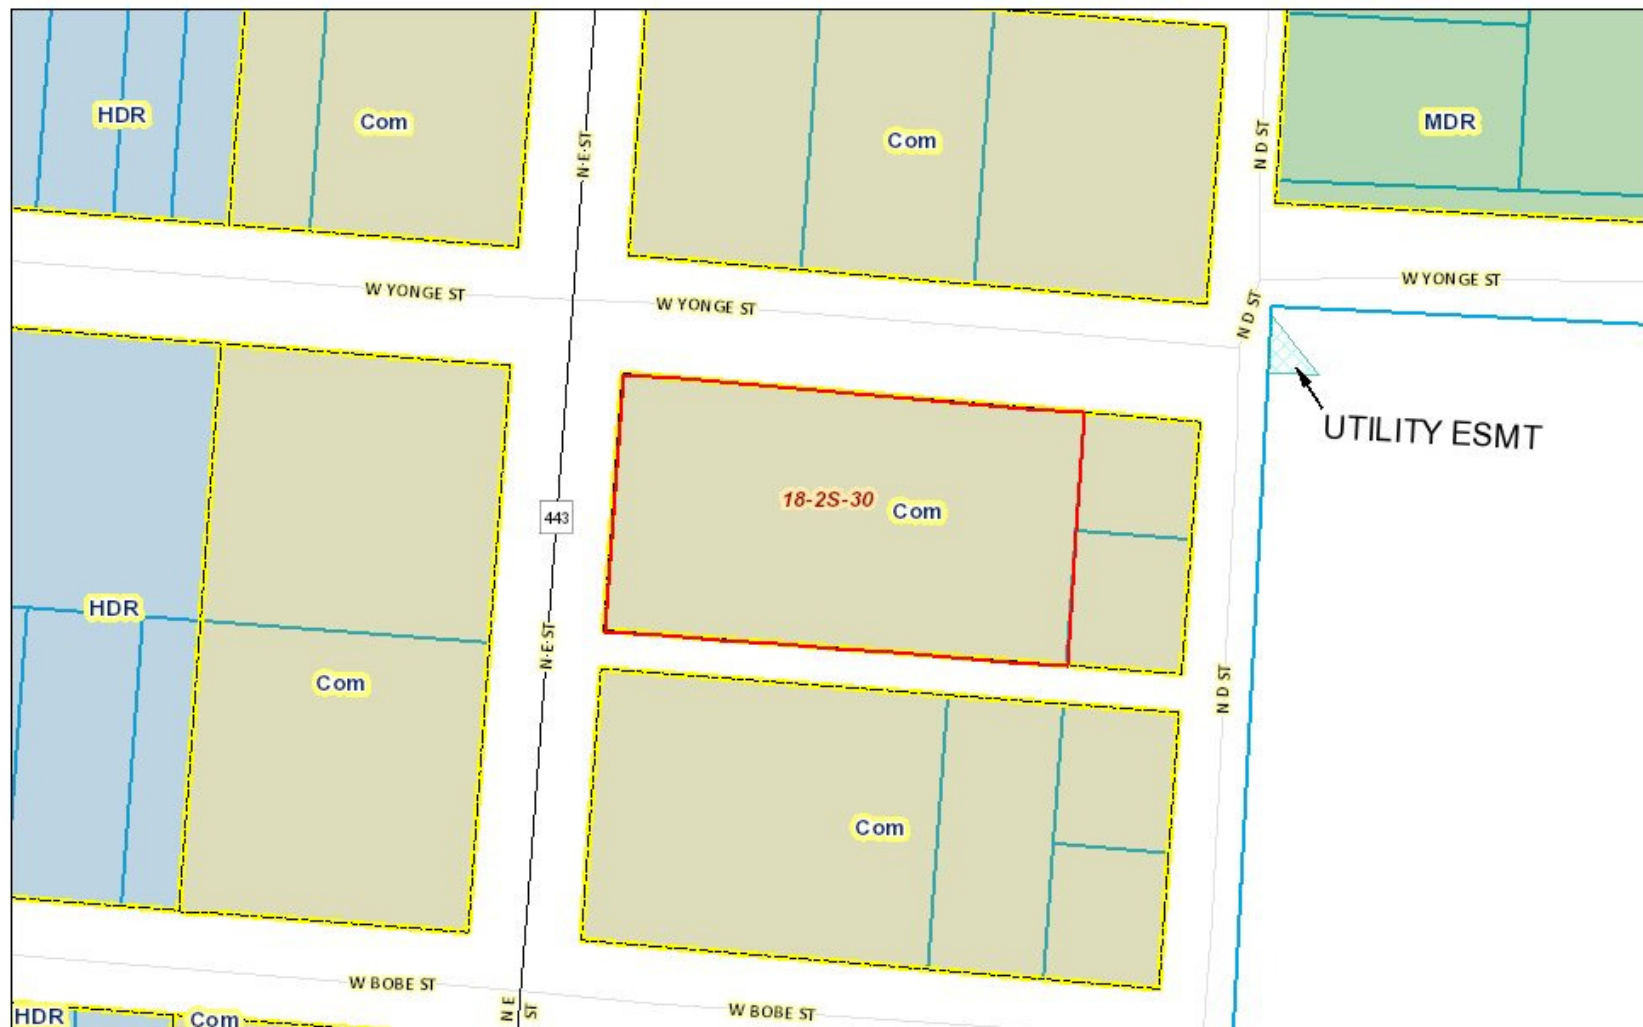 HDR
Com
Com
MDR
N E ST
N D ST
W YONGE ST
W YONGE ST
W YONGE ST
N D ST
UTILITY ESMT
18-2S-30
Com
443
HDR
N E ST
Com
N D ST
Com
W BOBE ST
W BOBE ST
N E ST
HDR
Com